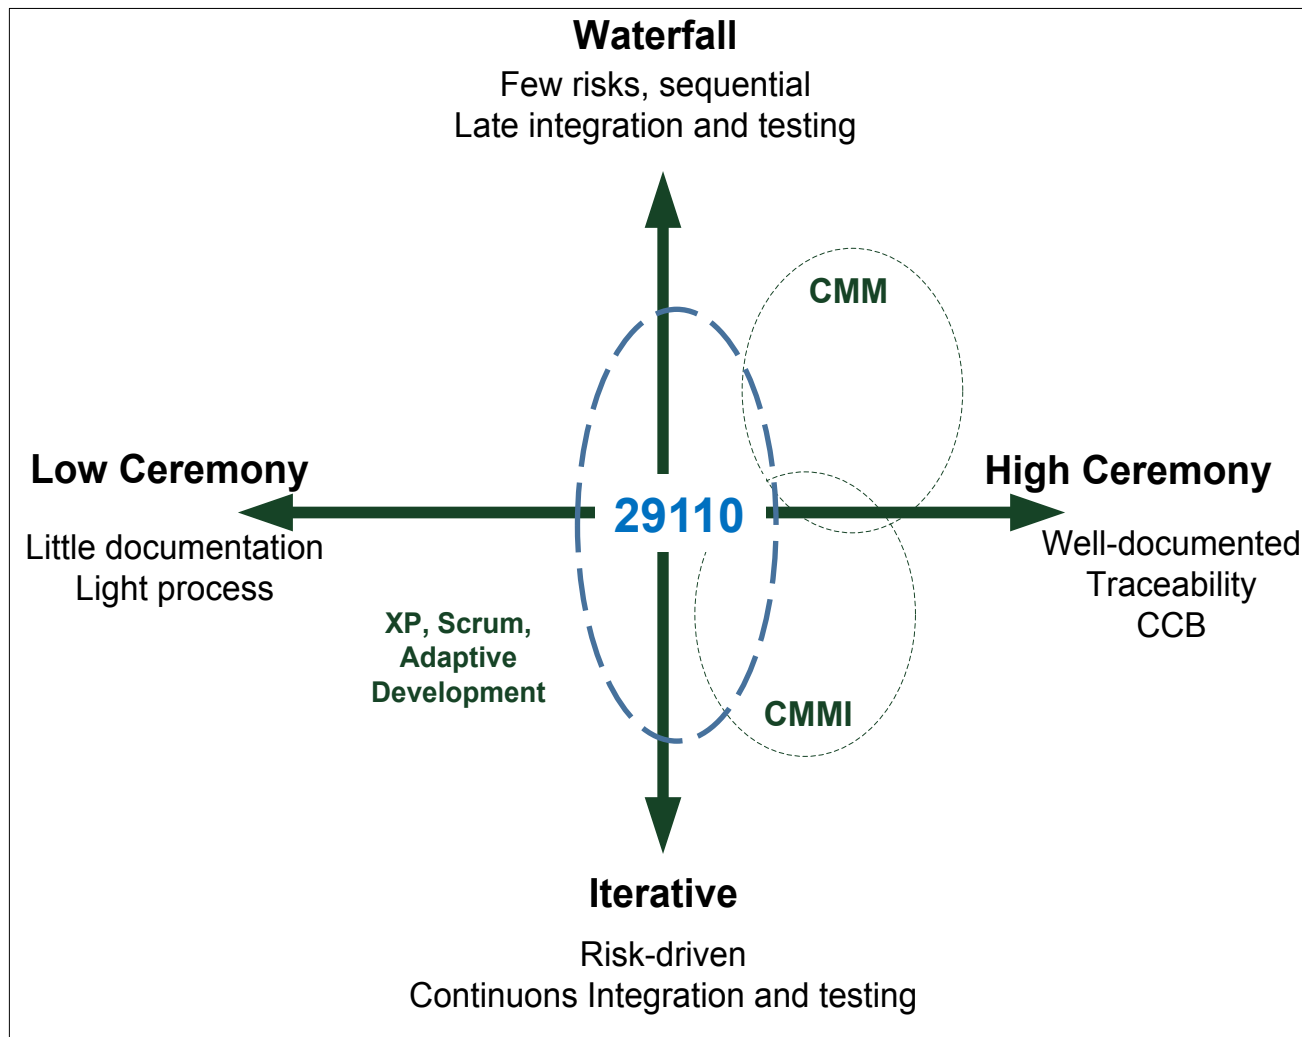 Waterfall
Few risks, sequential
Late integration and testing
CMM
Low Ceremony
High Ceremony
29110
Little documentation
Light process
Well-documented
Traceability
CCB
XP, Scrum,
Adaptive
Development
CMMI
Iterative
Risk-driven
Continuons Integration and testing